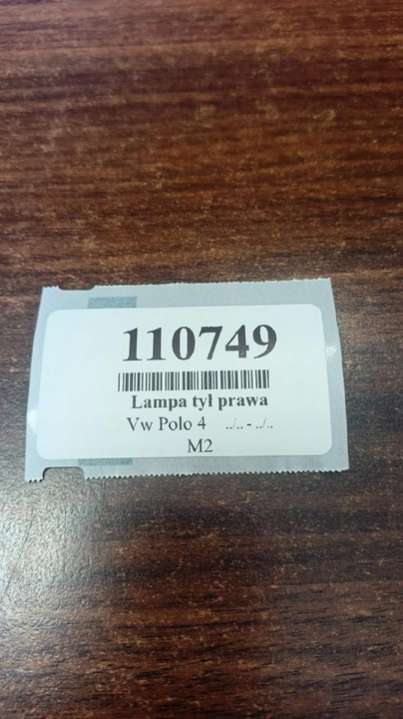 110749
Lampa tył prawa
Vw Polo 4 ../.. - ../..
M2